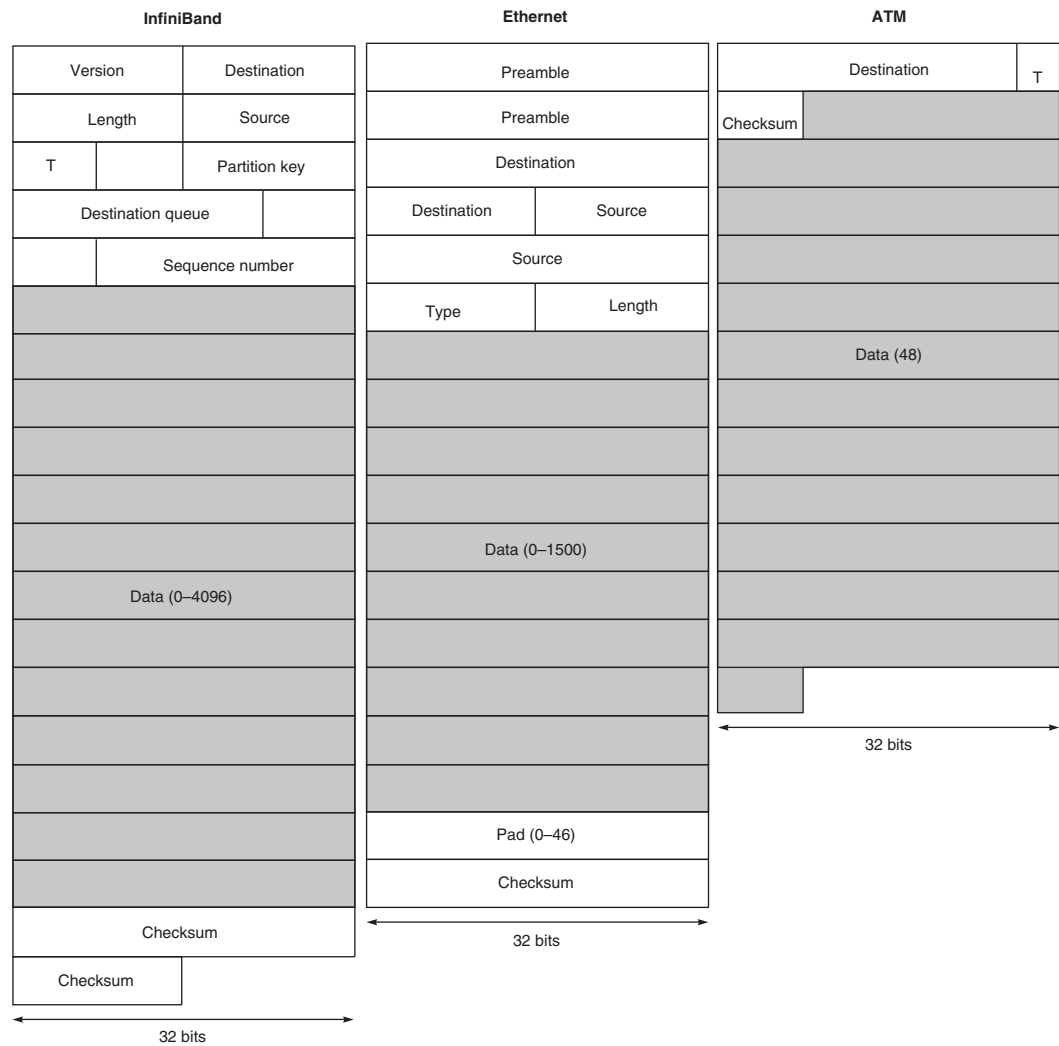 InfiniBand
Version
Destination
Length
Source
T
Partition key
Destination queue
Sequence number
Data (0–4096)
Checksum
Checksum
32 bits
Ethernet
Preamble
Preamble
Destination
Destination
Source
Source
Type
Length
Data (0–1500)
Pad (0–46)
Checksum
32 bits
ATM
Destination
T
Checksum
Data (48)
32 bits